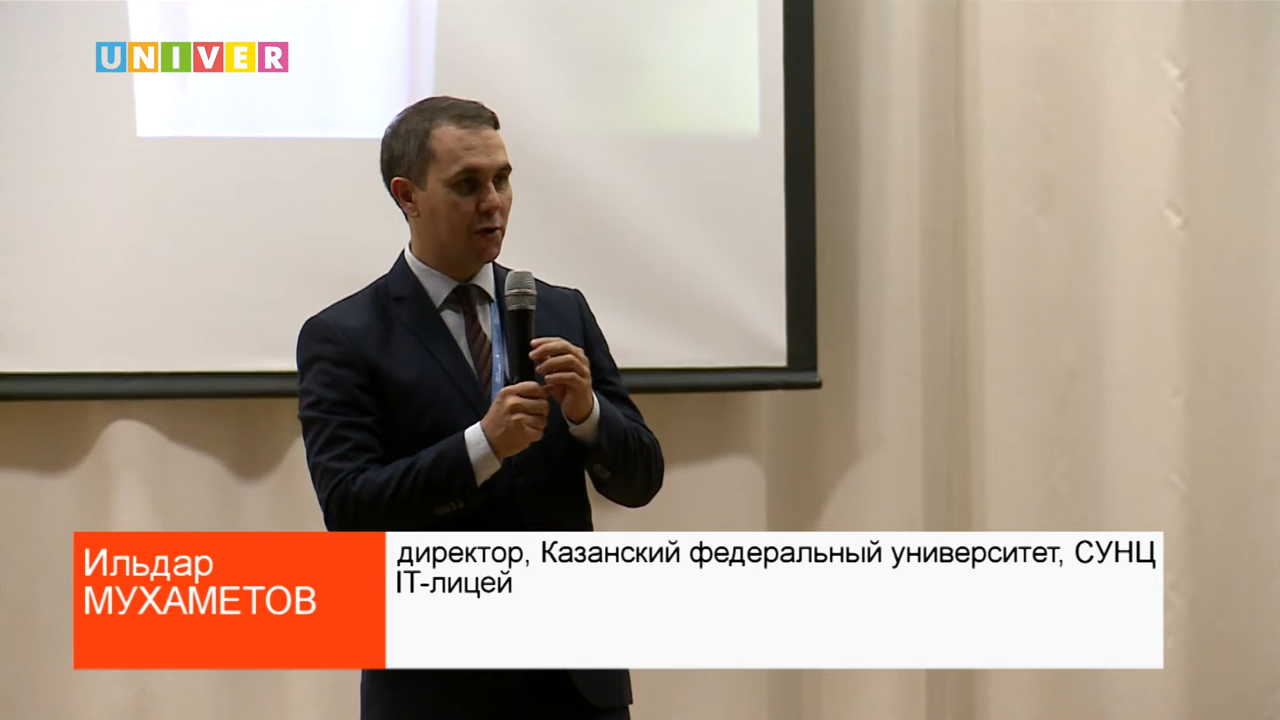 UNIVER
Ильдар
МУХАМЕТОВ
директор, Казанский федеральный университет, СУНЦ
IT-лицей